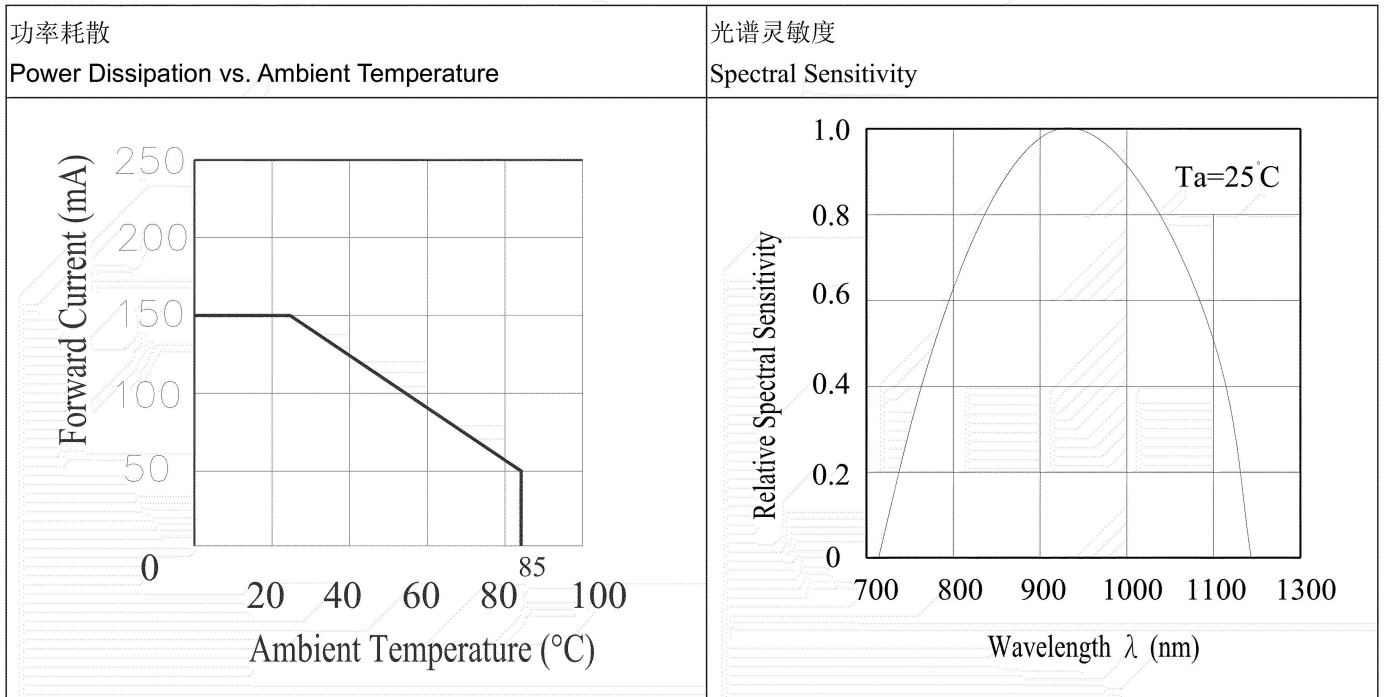 功率耗散
Power Dissipation vs. Ambient Temperature
250
200
150
100
50
0
Forward Current (mA)
85
20 40 60 80 100
Ambient Temperature (°C)
光谱灵敏度
Spectral Sensitivity
1.0
0.8
0.6
0.4
0.2
0
Relative Spectral Sensitivity
Ta=25°C
700 800 900 1000 1100 1300
Wavelength λ (nm)